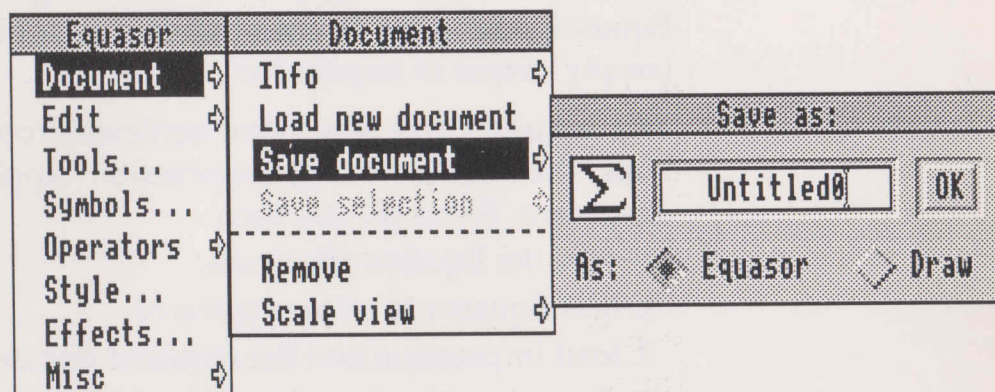 Equasor
Document
Edit
Tools...
Symbols...
Operators
Style...
Effects...
Misc
Document
Info
Load new document
Save document
Save selection
Remove
Scale view
Save as:
Σ
Untitled0
OK
As: Equasor Draw